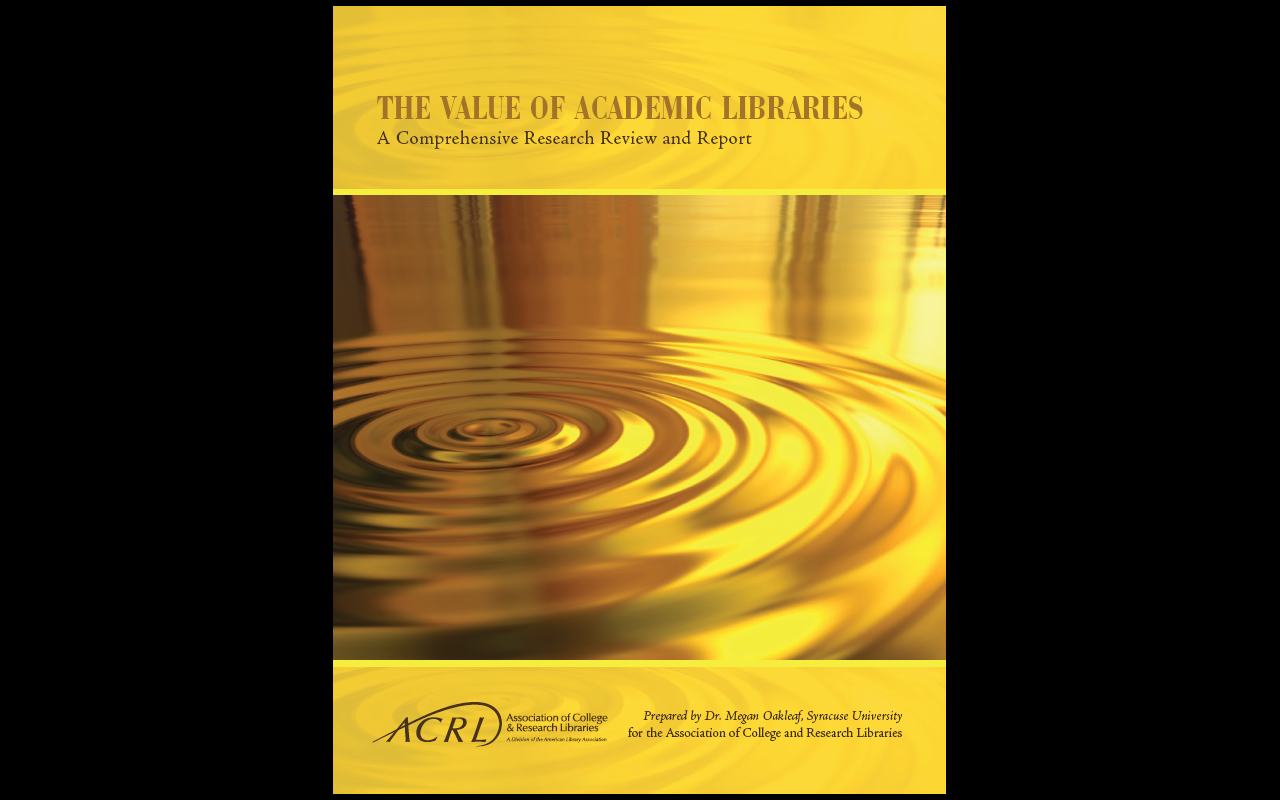 THE VALUE OF ACADEMIC LIBRARIES
A Comprehensive Research Review and Report
ACRL
Association of College
& Research Libraries
A Division of the American Library Association
Prepared by Dr. Megan Oakleaf, Syracuse University
for the Association of College and Research Libraries